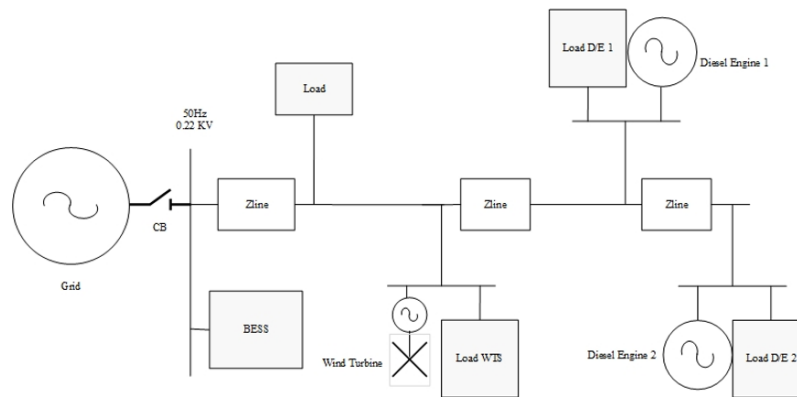 Load D/E 1
Diesel Engine 1
Load
50Hz
0.22 KV
Zline
Zline
Zline
CB
Grid
BESS
Wind Turbine
Load WTS
Diesel Engine 2
Load D/E 2